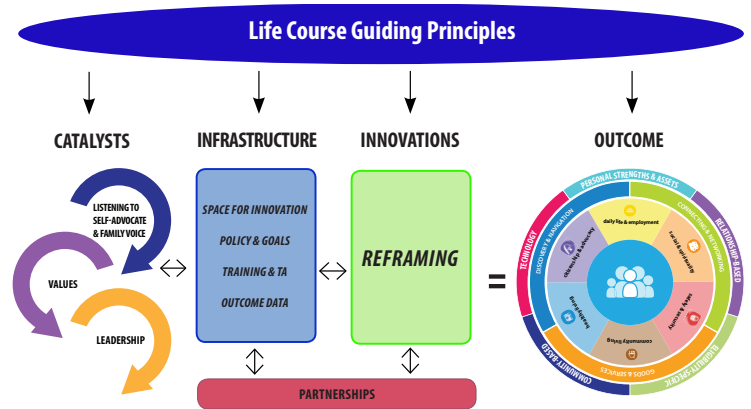 Life Course Guiding Principles
CATALYSTS
INFRASTRUCTURE
INNOVATIONS
OUTCOME
LISTENING TO
SELF-ADVOCATE
& FAMILY VOICE
VALUES
LEADERSHIP
SPACE FOR INNOVATION
POLICY & GOALS
TRAINING & TA
OUTCOME DATA
REFRAMING
PARTNERSHIPS
=
PERSONAL STRENGTHS & ASSETS
RELATIONSHIP-BASED
ELIGIBILITY-SPECIFIC
COMMUNITY-BASED
TECHNOLOGY
DISCOVERY & NAVIGATION
CONNECTING & NETWORKING
GOODS & SERVICES
daily life & employment
social & spirituality
safety & security
community living
healthy living
citizenship & advocacy